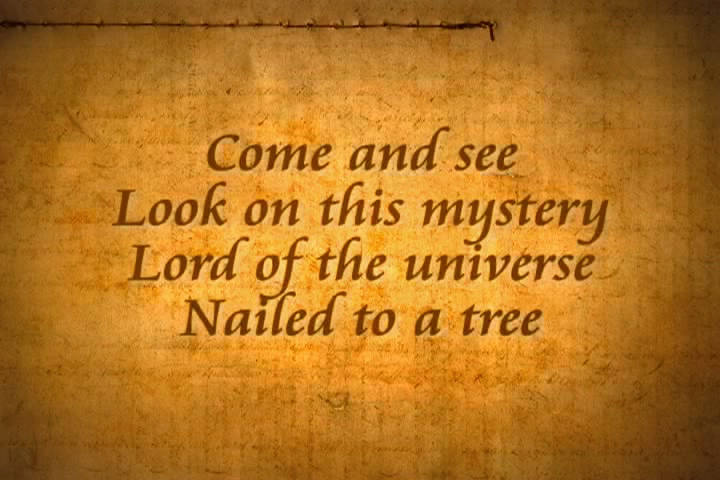 Come and see
Look on this mystery
Lord of the universe
Nailed to a tree